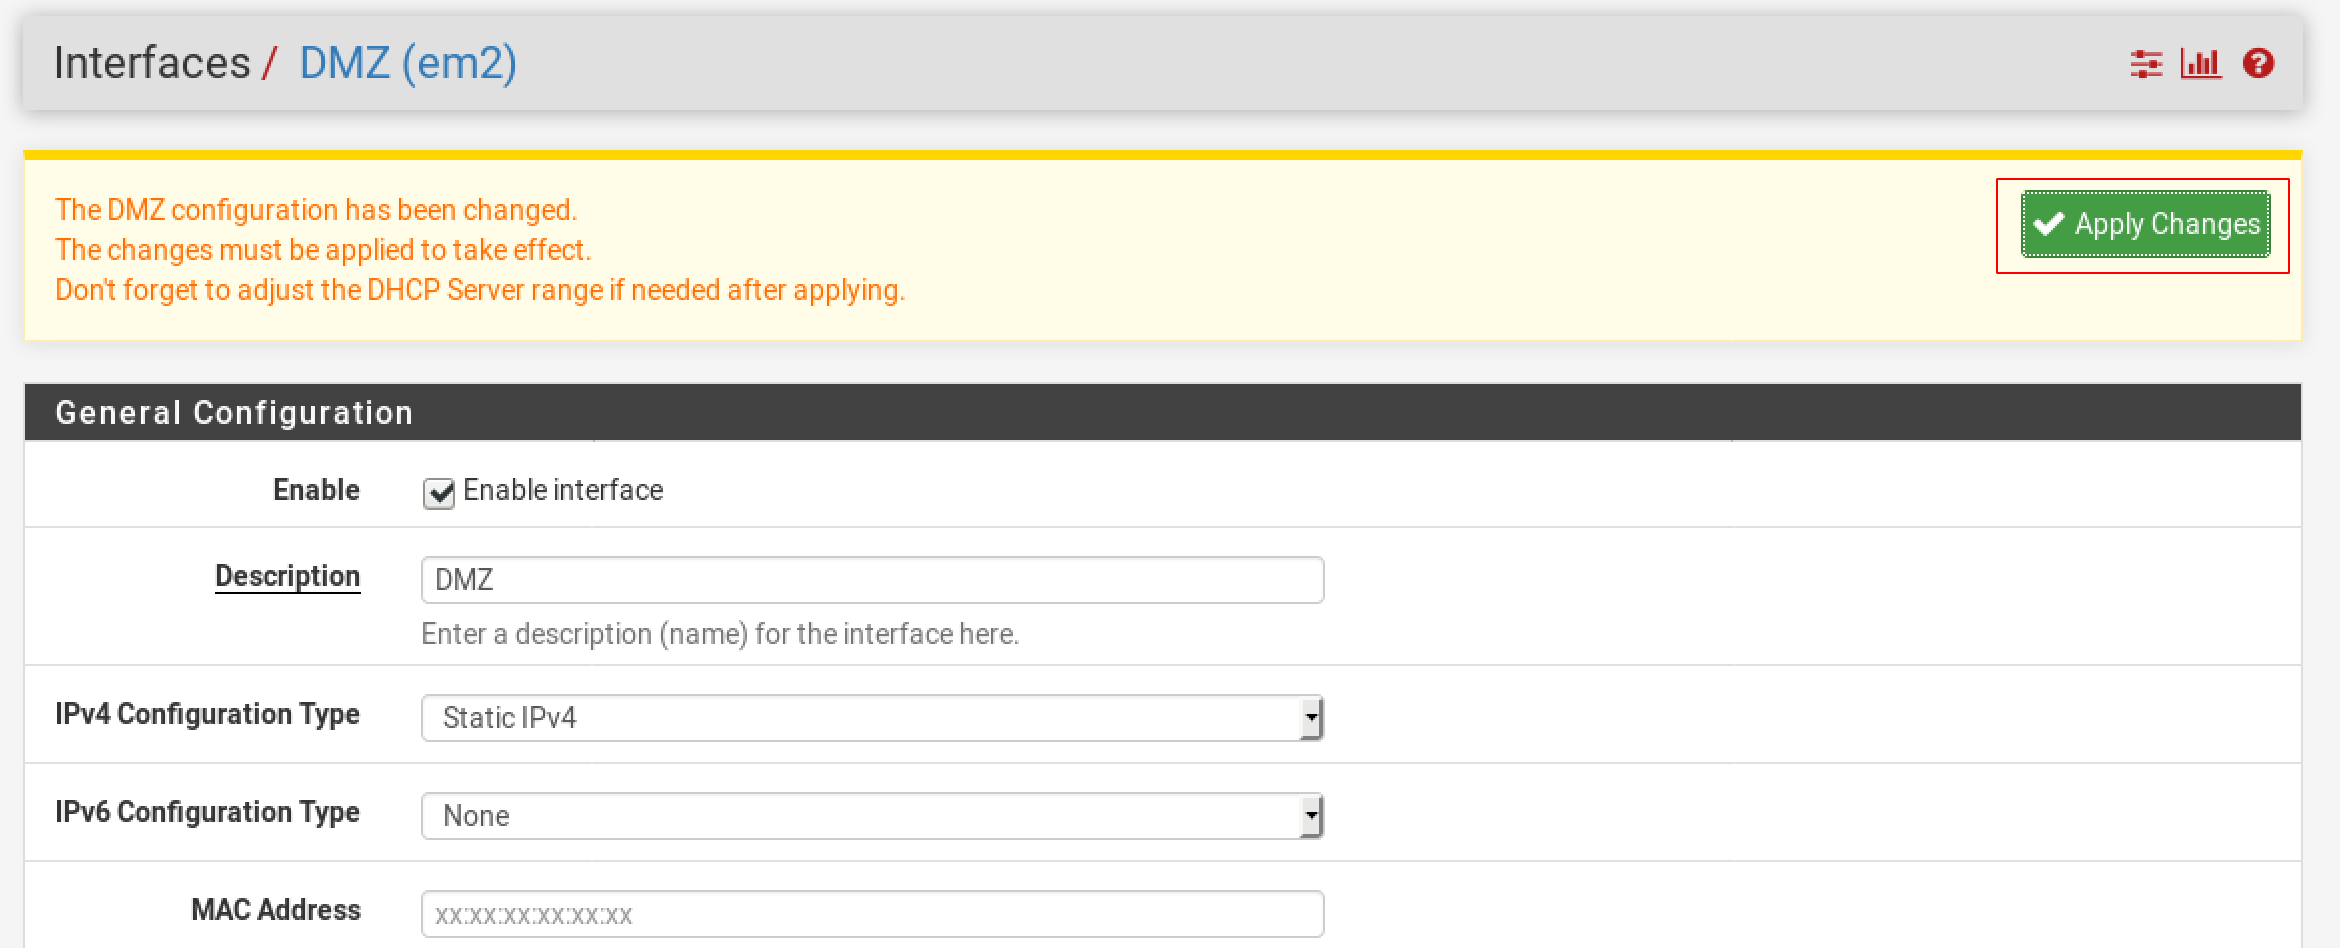 Interfaces / DMZ (em2)
The DMZ configuration has been changed.
The changes must be applied to take effect.
Don't forget to adjust the DHCP Server range if needed after applying.
Apply Changes
General Configuration
Enable Enable interface
Description DMZ
Enter a description (name) for the interface here.
IPv4 Configuration Type Static IPv4
IPv6 Configuration Type None
MAC Address xx:xx:xx:xx:xx:xx